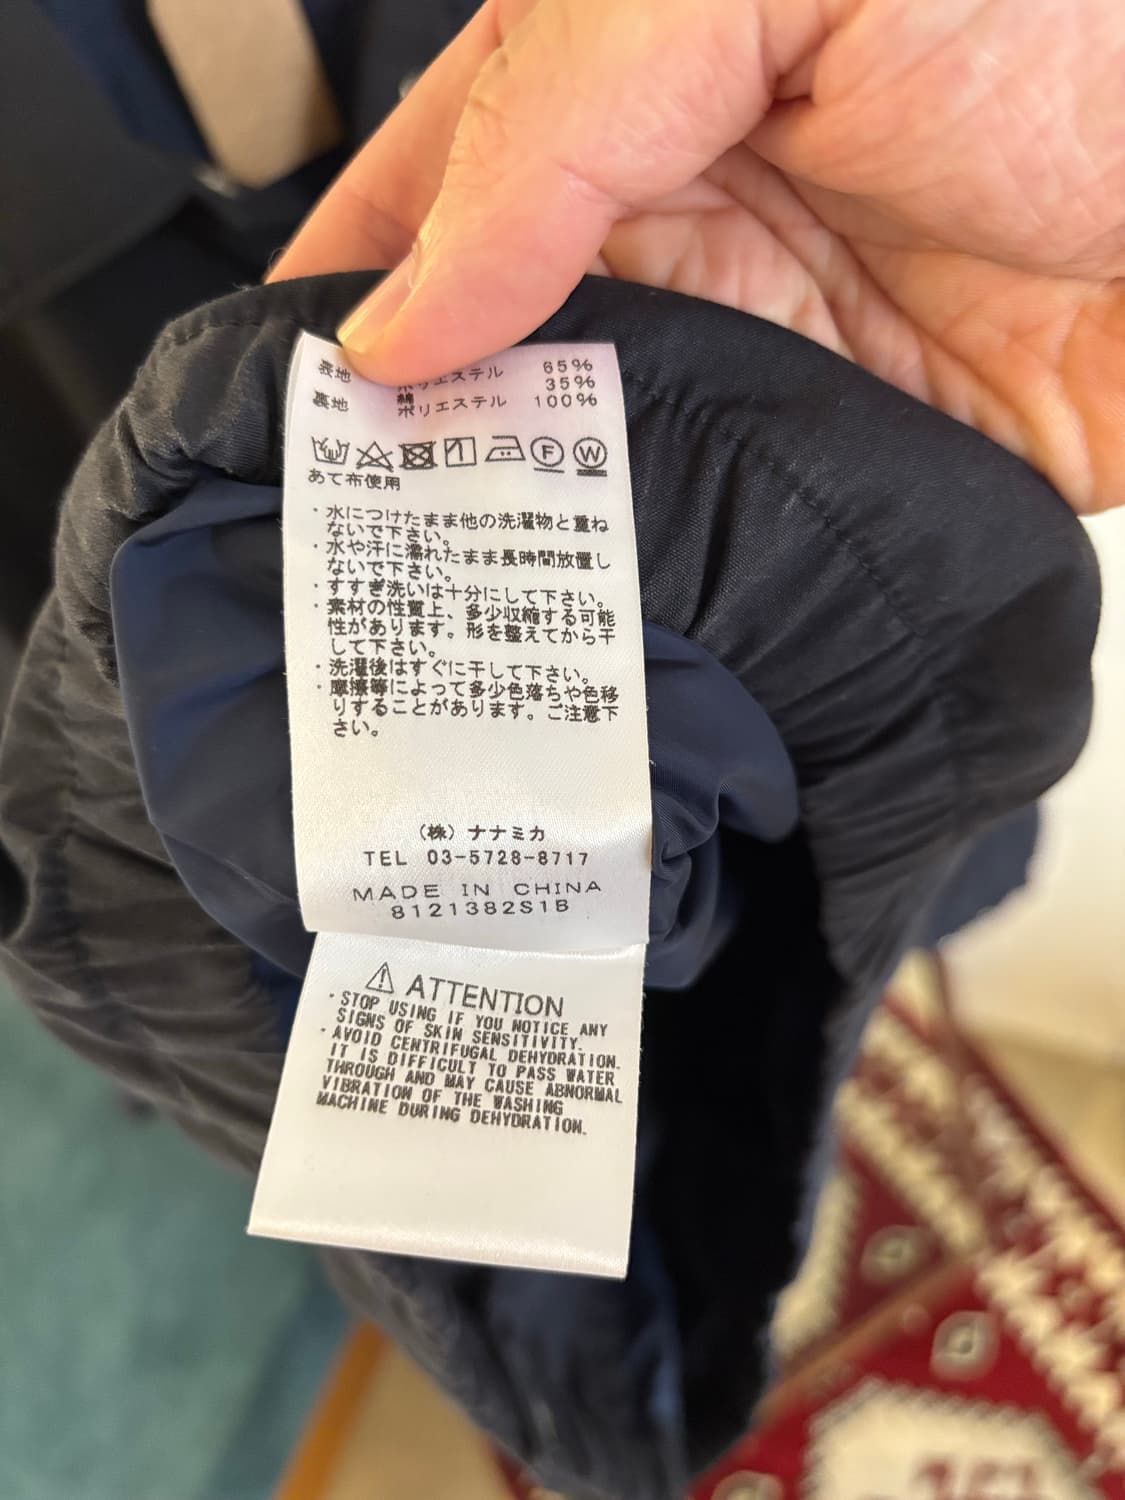 表地 ポリエステル 65%
綿 35%
裏地 ポリエステル 100%
F W
あて布使用
・水につけたまま他の洗濯物と重ね
ないで下さい。
・水や汗に濡れたまま長時間放置し
ないで下さい。
・すすぎ洗いは十分にして下さい。
・素材の性質上、多少収縮する可能
性があります。形を整えてから干
して下さい。
・洗濯後はすぐに干して下さい。
・摩擦等によって多少色落ちや色移
りすることがあります。ご注意下
さい。
(株)ナナミカ
TEL 03-5728-8717
MADE IN CHINA
8121382S1B
⚠ ATTENTION
・STOP USING IF YOU NOTICE ANY
SIGNS OF SKIN SENSITIVITY.
・AVOID CENTRIFUGAL DEHYDRATION.
IT IS DIFFICULT TO PASS WATER
THROUGH AND MAY CAUSE ABNORMAL
VIBRATION OF THE WASHING
MACHINE DURING DEHYDRATION.